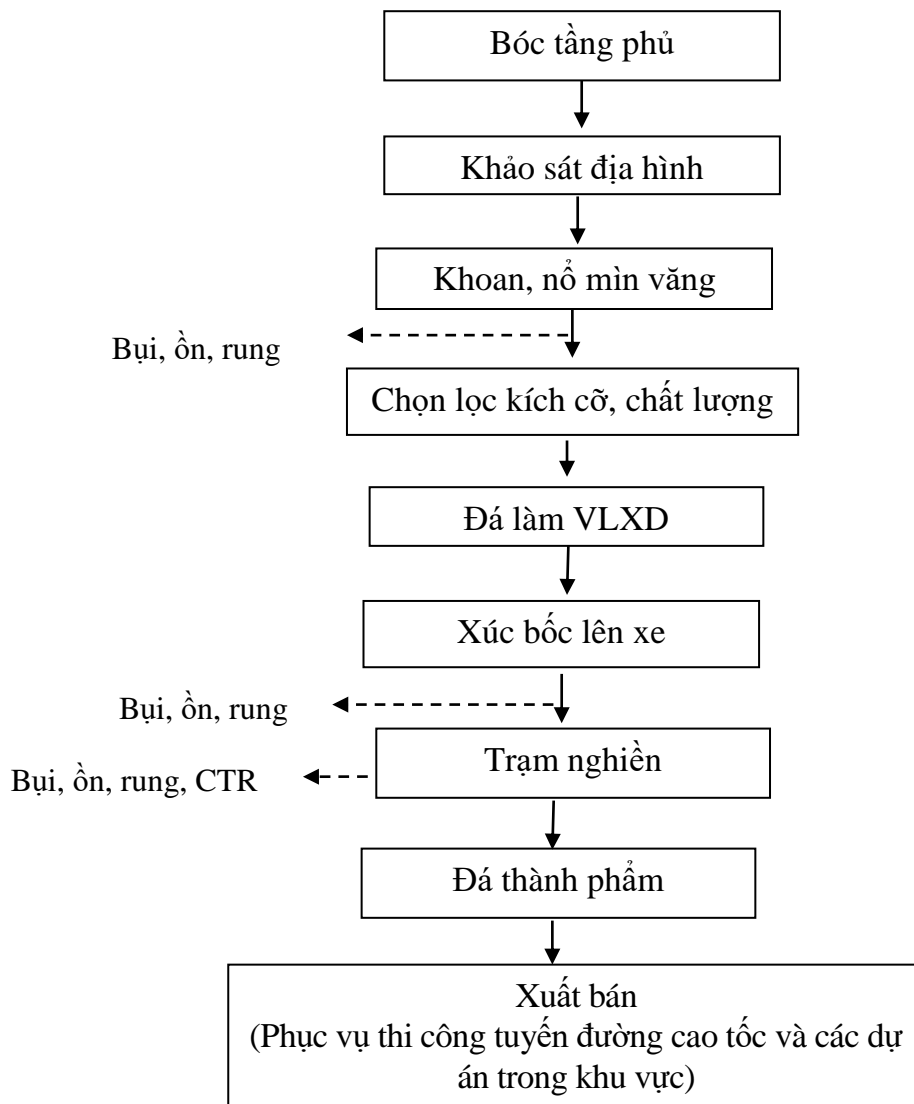 Bóc tầng phủ
Khảo sát địa hình
Khoan, nổ mìn văng
Bụi, ồn, rung
Chọn lọc kích cỡ, chất lượng
Đá làm VLXD
Xúc bốc lên xe
Bụi, ồn, rung
Trạm nghiền
Bụi, ồn, rung, CTR
Đá thành phẩm
Xuất bán
(Phục vụ thi công tuyến đường cao tốc và các dự
án trong khu vực)